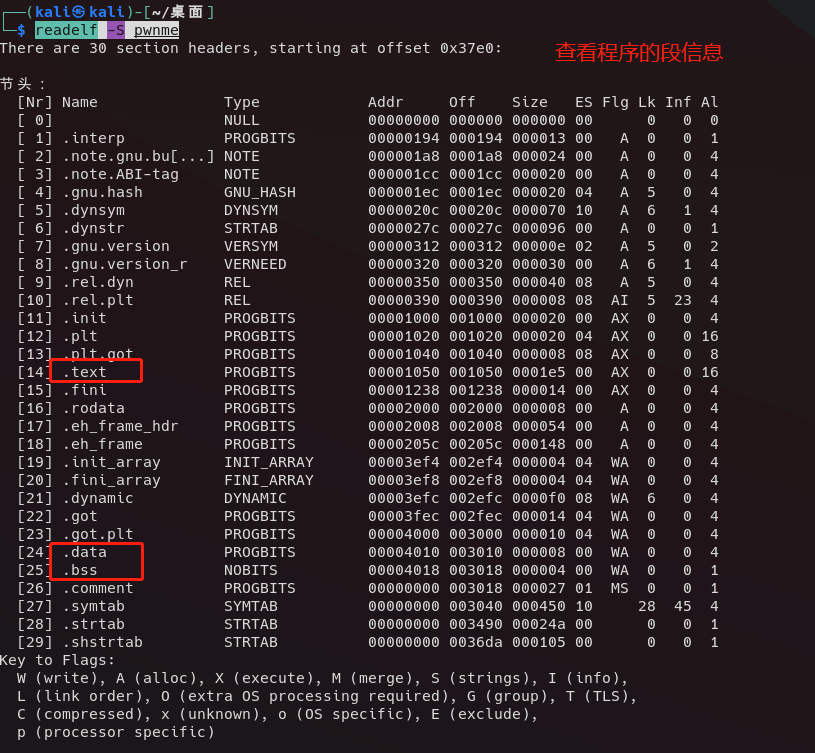 ┌──(kali㉿kali)-[~/桌面]
└─$ readelf -S pwnme
There are 30 section headers, starting at offset 0x37e0:
查看程序的段信息
节头：
  [Nr] Name              Type            Addr     Off    Size   ES Flg Lk Inf Al
  [ 0]                   NULL            00000000 000000 000000 00      0   0  0
  [ 1] .interp           PROGBITS        00000194 000194 000013 00   A  0   0  1
  [ 2] .note.gnu.bu[...] NOTE            000001a8 0001a8 000024 00   A  0   0  4
  [ 3] .note.ABI-tag     NOTE            000001cc 0001cc 000020 00   A  0   0  4
  [ 4] .gnu.hash         GNU_HASH        000001ec 0001ec 000020 04   A  5   0  4
  [ 5] .dynsym           DYNSYM          0000020c 00020c 000070 10   A  6   1  4
  [ 6] .dynstr           STRTAB          0000027c 00027c 000096 00   A  0   0  1
  [ 7] .gnu.version      VERSYM          00000312 000312 00000e 02   A  5   0  2
  [ 8] .gnu.version_r    VERNEED         00000320 000320 000030 00   A  6   1  4
  [ 9] .rel.dyn          REL             00000350 000350 000040 08   A  5   0  4
  [10] .rel.plt          REL             00000390 000390 000008 08  AI  5  23  4
  [11] .init             PROGBITS        00001000 001000 000020 00  AX  0   0  4
  [12] .plt              PROGBITS        00001020 001020 000020 04  AX  0   0 16
  [13] .plt.got          PROGBITS        00001040 001040 000008 08  AX  0   0  8
  [14] .text             PROGBITS        00001050 001050 0001e5 00  AX  0   0 16
  [15] .fini             PROGBITS        00001238 001238 000014 00  AX  0   0  4
  [16] .rodata           PROGBITS        00002000 002000 000008 00   A  0   0  4
  [17] .eh_frame_hdr     PROGBITS        00002008 002008 000054 00   A  0   0  4
  [18] .eh_frame         PROGBITS        0000205c 00205c 000148 00   A  0   0  4
  [19] .init_array       INIT_ARRAY      00003ef4 002ef4 000004 04  WA  0   0  4
  [20] .fini_array       FINI_ARRAY      00003ef8 002ef8 000004 04  WA  0   0  4
  [21] .dynamic          DYNAMIC         00003efc 002efc 0000f0 08  WA  6   0  4
  [22] .got              PROGBITS        00003fec 002fec 000014 04  WA  0   0  4
  [23] .got.plt          PROGBITS        00004000 003000 000010 04  WA  0   0  4
  [24] .data             PROGBITS        00004010 003010 000008 00  WA  0   0  4
  [25] .bss              NOBITS          00004018 003018 000004 00  WA  0   0  1
  [26] .comment          PROGBITS        00000000 003018 000027 01  MS  0   0  1
  [27] .symtab           SYMTAB          00000000 003040 000450 10     28  45  4
  [28] .strtab           STRTAB          00000000 003490 00024a 00      0   0  1
  [29] .shstrtab         STRTAB          00000000 0036da 000105 00      0   0  1
Key to Flags:
  W (write), A (alloc), X (execute), M (merge), S (strings), I (info),
  L (link order), O (extra OS processing required), G (group), T (TLS),
  C (compressed), x (unknown), o (OS specific), E (exclude),
  p (processor specific)